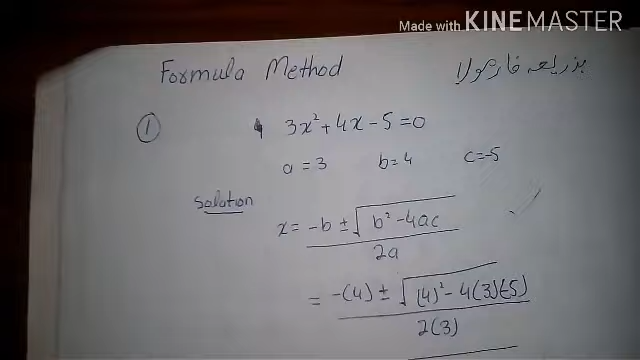 Made with KINEMASTER
Formula Method بذریعہ فارمولا
① 3x²+4x-5=0
a = 3 b=4 c=-5
Solution
x = -b ± √(b²-4ac) / 2a
= -(4) ± √((4)²-4(3)(-5)) / 2(3)